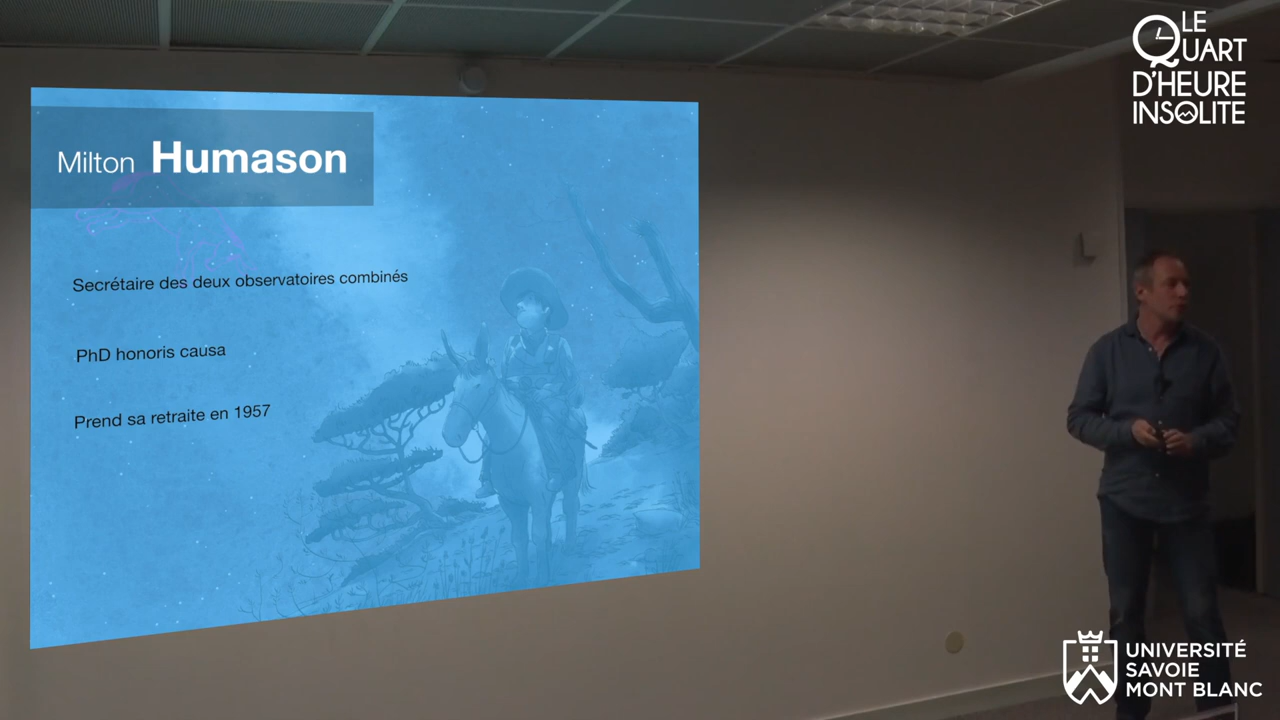 Milton Humason
Secrétaire des deux observatoires combinés
PhD honoris causa
Prend sa retraite en 1957
LE
QUART
D'HEURE
INSOLITE
UNIVERSITÉ
SAVOIE
MONT BLANC